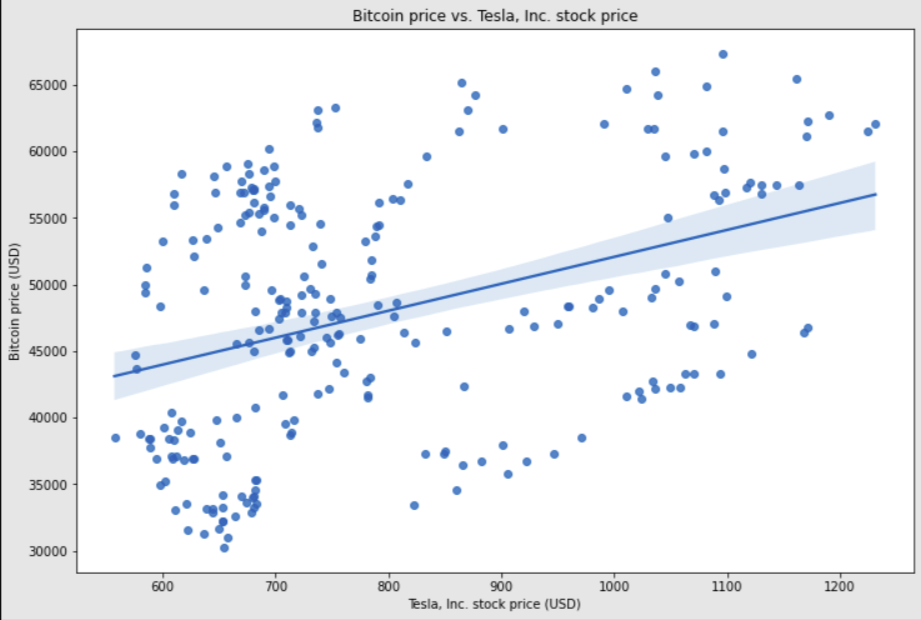 Bitcoin price vs. Tesla, Inc. stock price
Bitcoin price (USD)
65000
60000
55000
50000
45000
40000
35000
30000
600 700 800 900 1000 1100 1200
Tesla, Inc. stock price (USD)